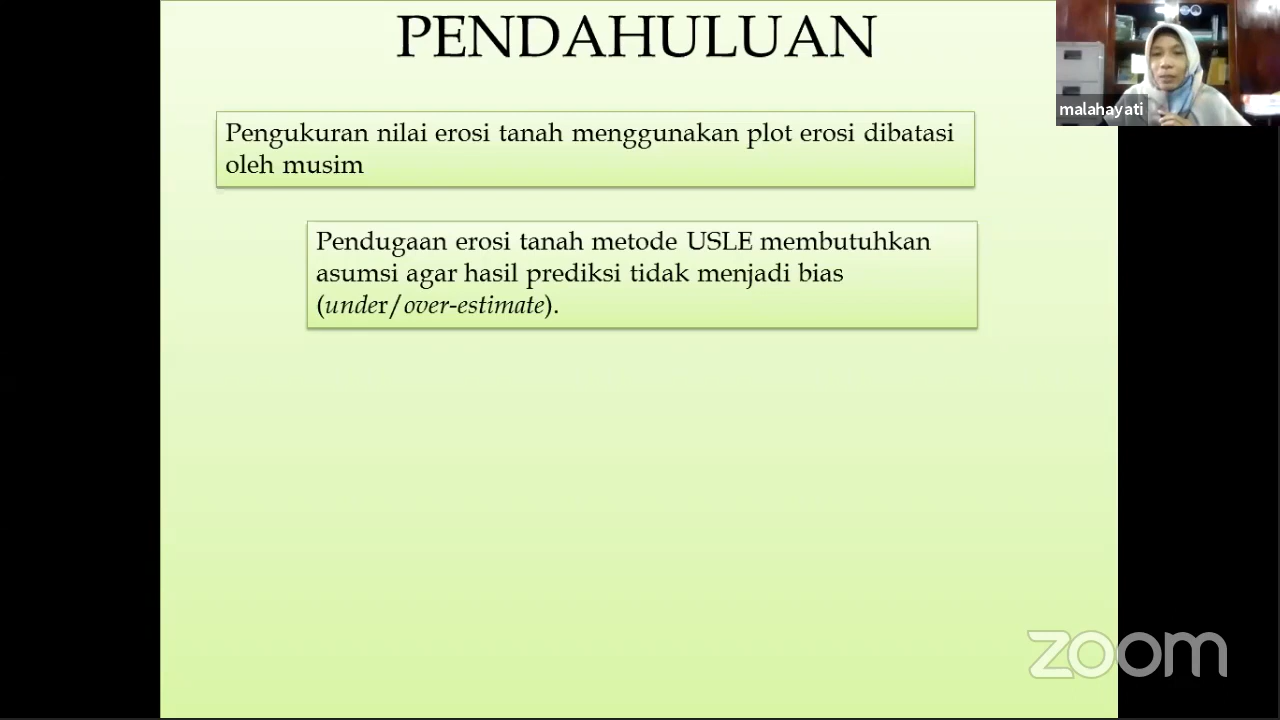 PENDAHULUAN
malahayati
Pengukuran nilai erosi tanah menggunakan plot erosi dibatasi
oleh musim
Pendugaan erosi tanah metode USLE membutuhkan
asumsi agar hasil prediksi tidak menjadi bias
(under/over-estimate).
zoom